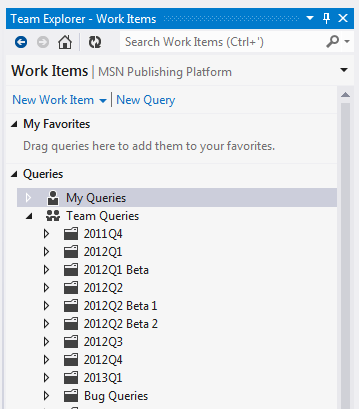 Team Explorer - Work Items
Search Work Items (Ctrl+')
Work Items | MSN Publishing Platform
New Work Item | New Query
My Favorites
Drag queries here to add them to your favorites.
Queries
My Queries
Team Queries
2011Q4
2012Q1
2012Q1 Beta
2012Q2
2012Q2 Beta 1
2012Q2 Beta 2
2012Q3
2012Q4
2013Q1
Bug Queries